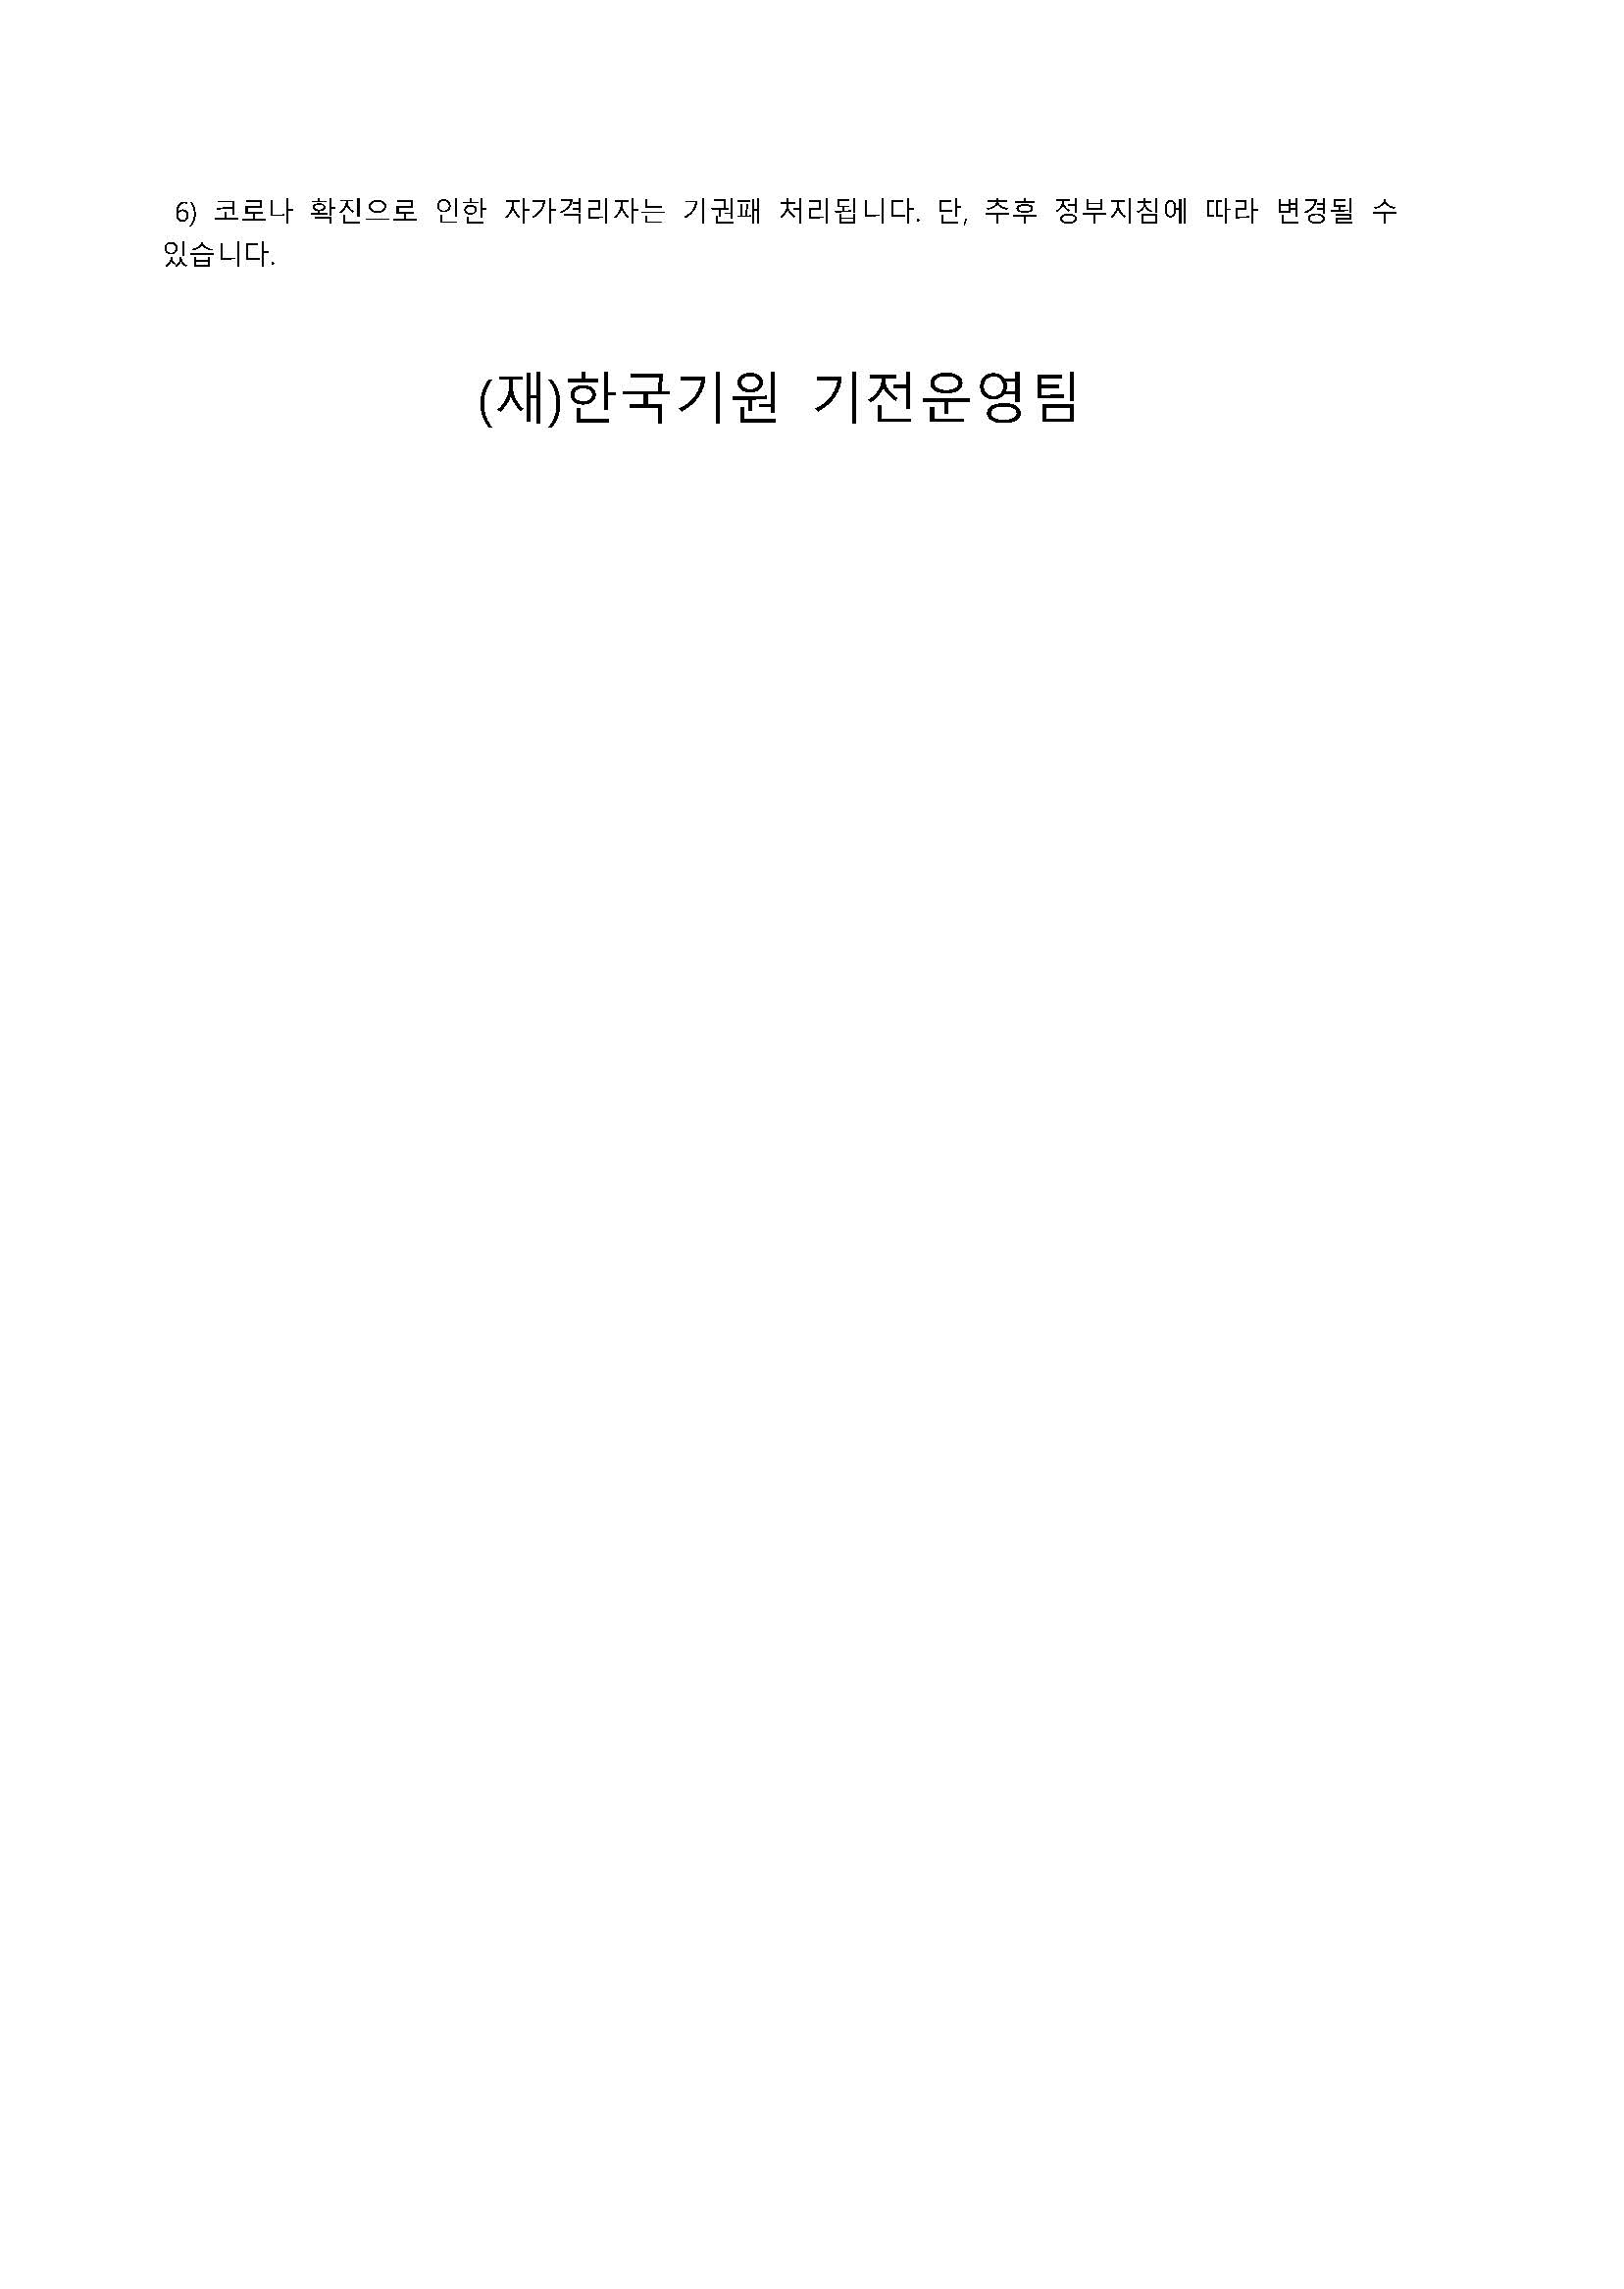 6) 코로나 확진으로 인한 자가격리자는 기권패 처리됩니다. 단, 추후 정부지침에 따라 변경될 수
있습니다.
(재)한국기원 기전운영팀